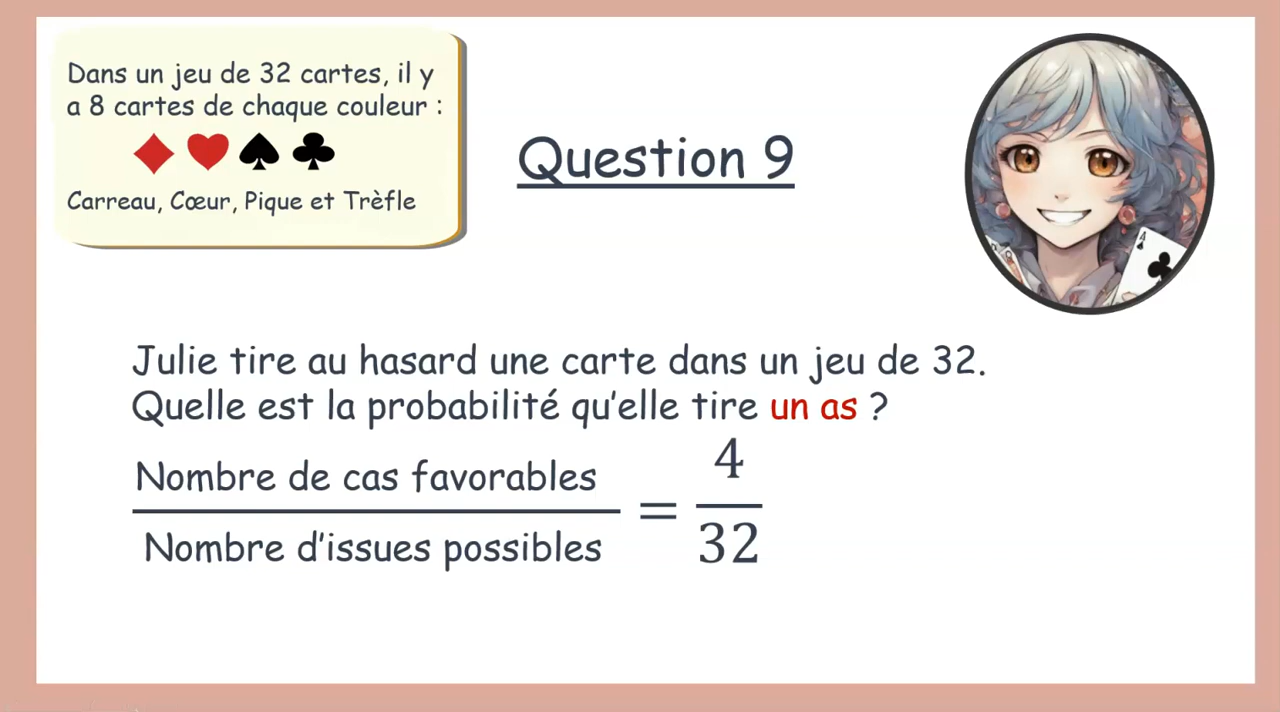 Dans un jeu de 32 cartes, il y
a 8 cartes de chaque couleur :
Carreau, Cœur, Pique et Trèfle
Question 9
A
Julie tire au hasard une carte dans un jeu de 32.
Quelle est la probabilité qu'elle tire un as ?
Nombre de cas favorables
Nombre d'issues possibles
=
4
32